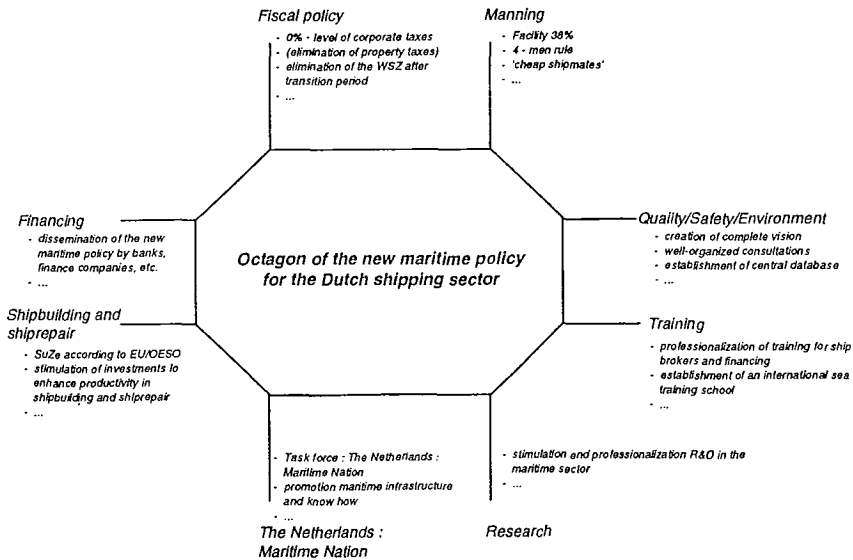 Fiscal policy
- 0% - level of corporate taxes
- (elimination of property taxes)
- elimination of the WSZ after
transition period
- ...
Manning
- Facility 38%
- 4 - men rule
- 'cheap shipmates'
- ...
Financing
- dissemination of the new
maritime policy by banks,
finance companies, etc.
- ...
Quality/Safety/Environment
- creation of complete vision
- well-organized consultations
- establishment of central database
- ...
Octagon of the new maritime policy
for the Dutch shipping sector
Shipbuilding and
shiprepair
- SuZe according to EU/OESO
- stimulation of investments to
enhance productivity in
shipbuilding and shiprepair
- ...
Training
- professionalization of training for ship
brokers and financing
- establishment of an international sea
training school
- ...
- Task force : The Netherlands :
Maritime Nation
- promotion maritime infrastructure
and know how
- ...
The Netherlands :
Maritime Nation
- stimulation end professionalization R&O in the
maritime sector
- ...
Research